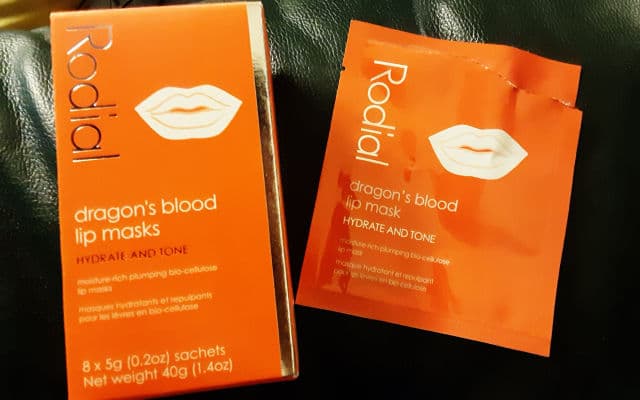 Rodial
dragon's blood
lip masks
HYDRATE AND TONE
moisture-rich plumping bio-cellulose
lip masks
masques hydratants et repulpants
pour les lèvres en bio-cellulose
8 x 5g (0.2oz) sachets
Net weight 40g (1.4oz)
Rodial
dragon's blood
lip mask
HYDRATE AND TONE
moisture-rich plumping bio-cellulose
lip mask
masque hydratant et repulpant
pour les lèvres en bio-cellulose